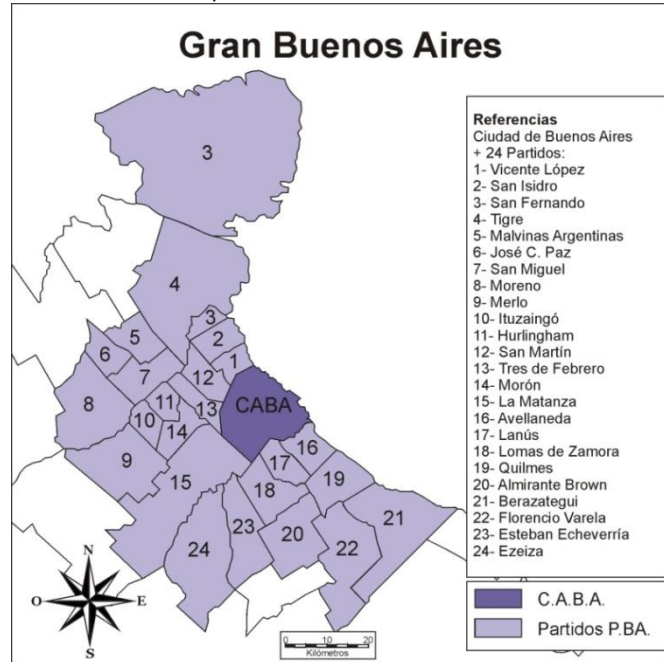 Gran Buenos Aires
3
4
3
5
2
6
1
7
12
8
11
13
CABA
10
14
16
9
17
15
18
19
21
23
20
24
22
Referencias
Ciudad de Buenos Aires
+ 24 Partidos:
1- Vicente López
2- San Isidro
3- San Fernando
4- Tigre
5- Malvinas Argentinas
6- José C. Paz
7- San Miguel
8- Moreno
9- Merlo
10- Ituzaingó
11- Hurlingham
12- San Martín
13- Tres de Febrero
14- Morón
15- La Matanza
16- Avellaneda
17- Lanús
18- Lomas de Zamora
19- Quilmes
20- Almirante Brown
21- Berazategui
22- Florencio Varela
23- Esteban Echeverría
24- Ezeiza
C.A.B.A.
Partidos P.BA.
N
O E
S
0 10 20
Kilómetros